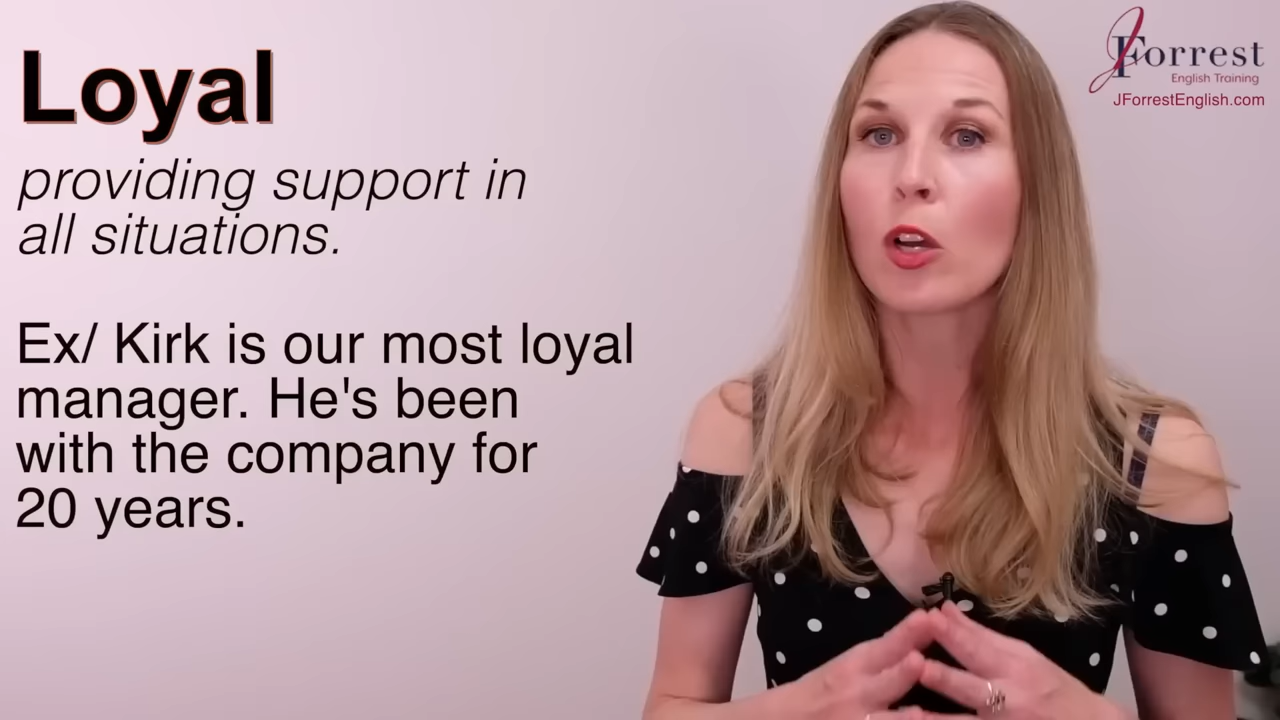 Loyal
providing support in
all situations.
Ex/ Kirk is our most loyal
manager. He's been
with the company for
20 years.
JForrest
English Training
JForrestEnglish.com